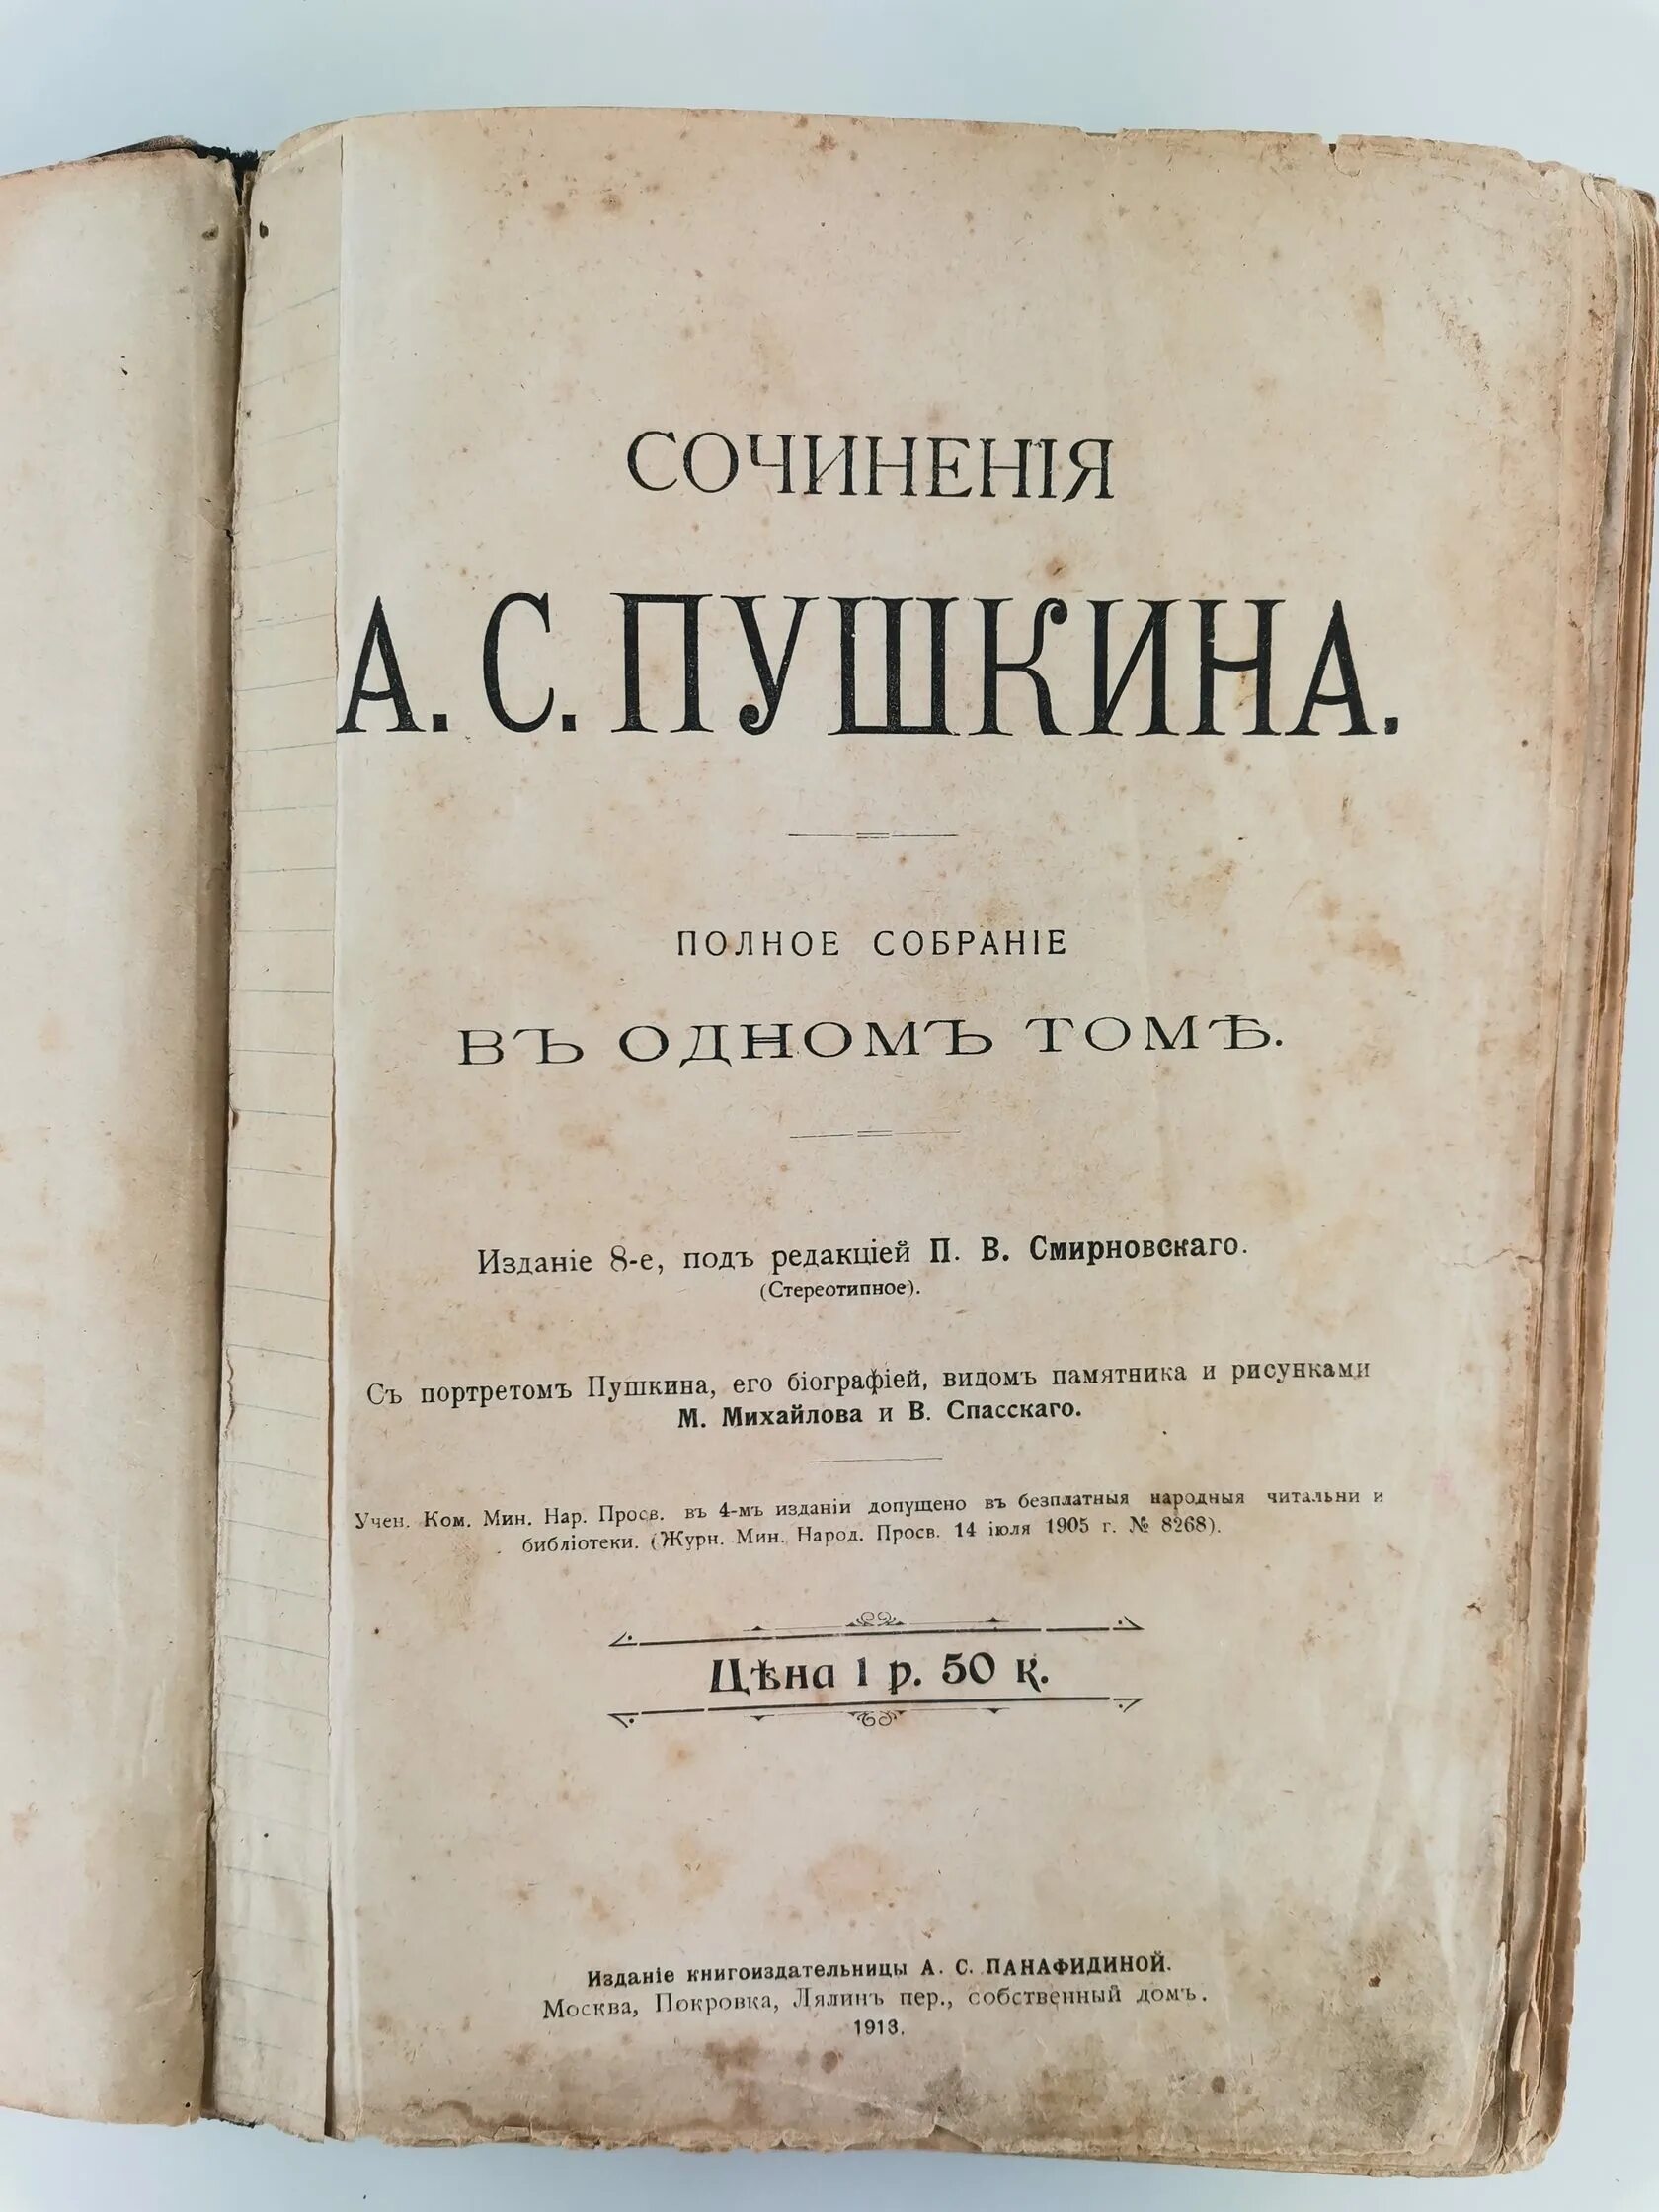 СОЧИНЕНІЯ
А. С. ПУШКИНА.
ПОЛНОЕ СОБРАНІЕ
ВЪ ОДНОМЪ ТОМѢ.
Изданіе 8-е, подъ редакціей П. В. Смирновскаго.
(Стереотипное).
Съ портретомъ Пушкина, его біографіей, видомъ памятника и рисунками
М. Михайлова и В. Спасскаго.
Учен. Ком. Мин. Нар. Просв. въ 4-мъ изданіи допущено въ безплатныя народныя читальни и
библіотеки. (Журн. Мин. Народ. Просв. 14 іюля 1905 г. № 8268).
Цѣна 1 р. 50 к.
Изданіе книгоиздательницы А. С. ПАНАФИДИНОЙ.
Москва, Покровка, Лялинъ пер., собственный домъ.
1913.